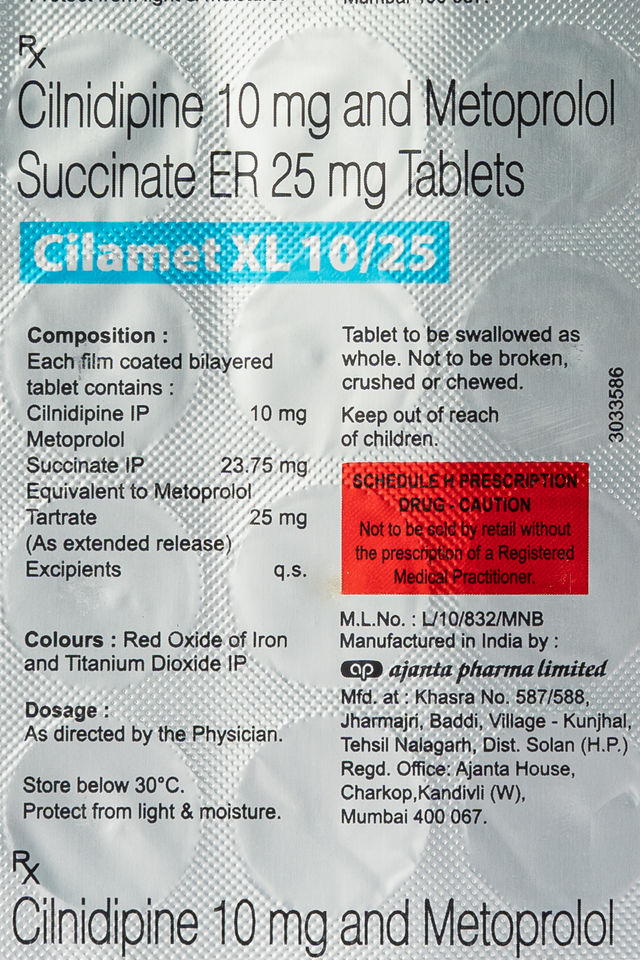 Rx
Cilnidipine 10 mg and Metoprolol
Succinate ER 25 mg Tablets
Cilamet XL 10/25
Composition :
Each film coated bilayered
tablet contains :
Cilnidipine IP 10 mg
Metoprolol
Succinate IP 23.75 mg
Equivalent to Metoprolol
Tartrate 25 mg
(As extended release)
Excipients q.s.
Colours : Red Oxide of Iron
and Titanium Dioxide IP
Dosage :
As directed by the Physician.
Store below 30°C.
Protect from light & moisture.
Tablet to be swallowed as
whole. Not to be broken,
crushed or chewed.
Keep out of reach
of children.
3033586
SCHEDULE H PRESCRIPTION
DRUG - CAUTION
Not to be sold by retail without
the prescription of a Registered
Medical Practitioner.
M.L.No. : L/10/832/MNB
Manufactured in India by :
ap ajanta pharma limited
Mfd. at : Khasra No. 587/588,
Jharmajri, Baddi, Village - Kunjhal,
Tehsil Nalagarh, Dist. Solan (H.P.)
Regd. Office: Ajanta House,
Charkop,Kandivli (W),
Mumbai 400 067.
Rx
Cilnidipine 10 mg and Metoprolol